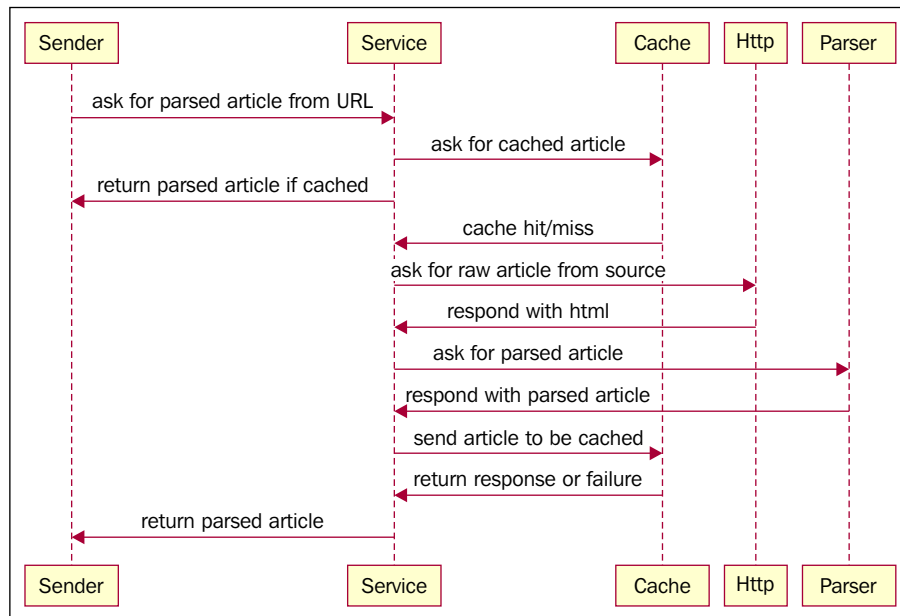 Sender Service Cache Http Parser
ask for parsed article from URL
ask for cached article
return parsed article if cached
cache hit/miss
ask for raw article from source
respond with html
ask for parsed article
respond with parsed article
send article to be cached
return response or failure
return parsed article
Sender Service Cache Http Parser